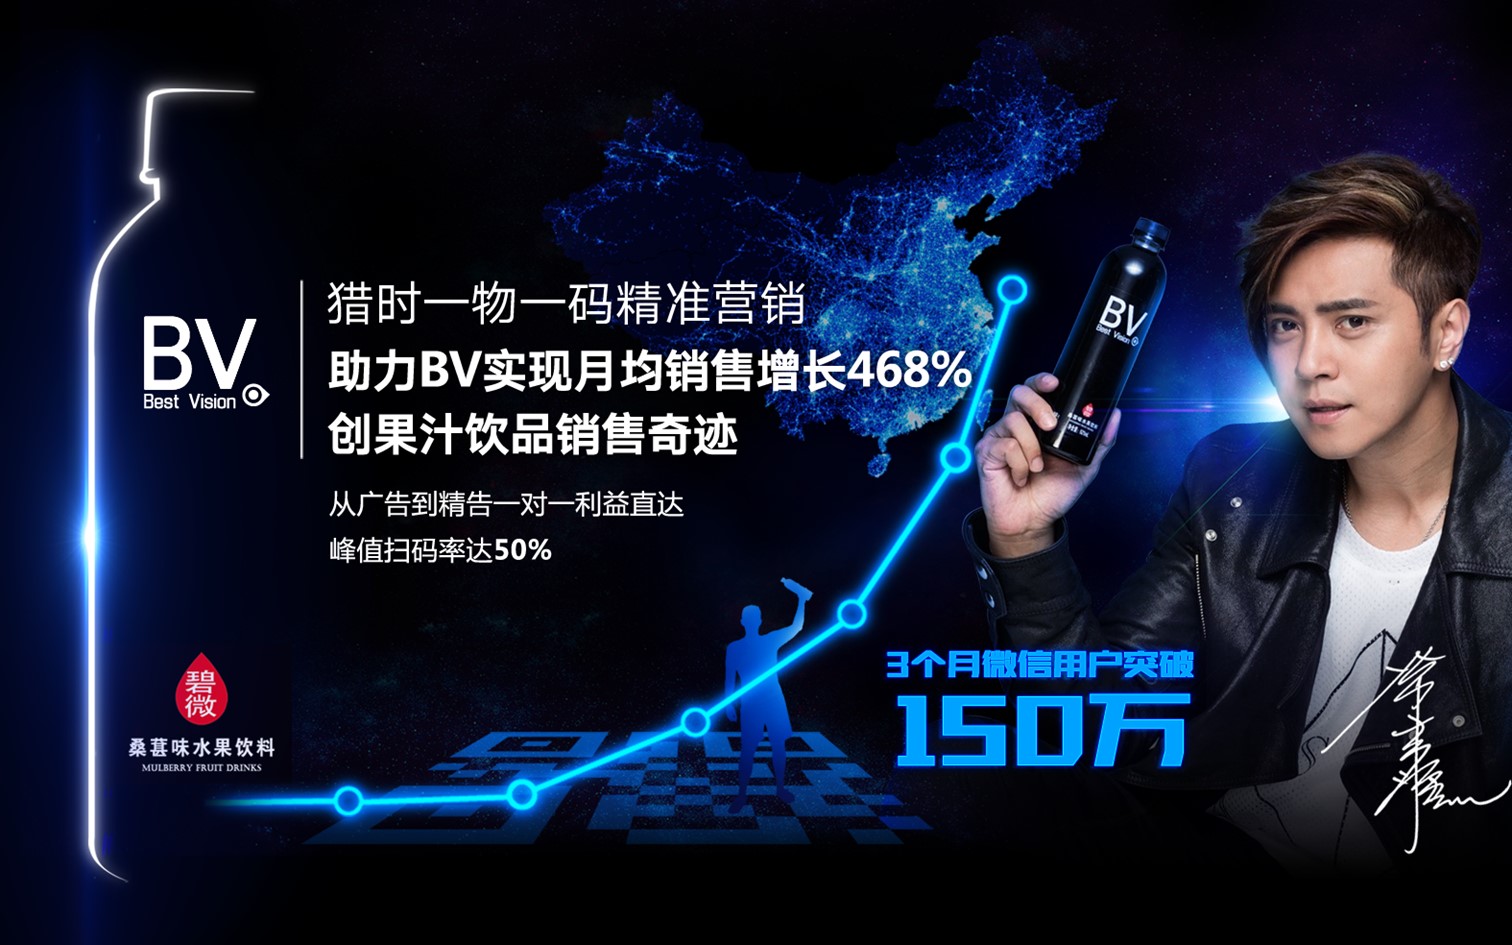 BV
Best Vision
猎时一物一码精准营销
助力BV实现月均销售增长468%
创果汁饮品销售奇迹
从广告到精告一对一利益直达
峰值扫码率达50%
碧微
桑葚味水果饮料
MULBERRY FRUIT DRINKS
BV
Best Vision
3个月微信用户突破
150万